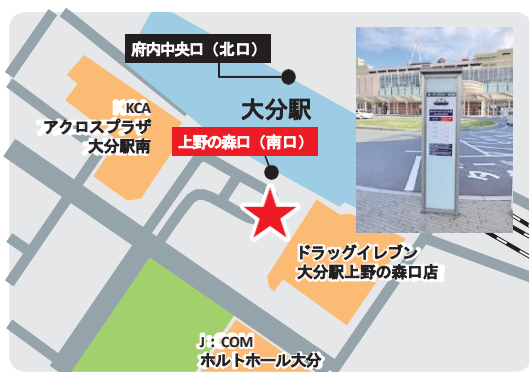 府内中央口（北口）
大分駅
KCA
アクロスプラザ
大分駅南
上野の森口（南口）
ドラッグイレブン
大分駅上野の森口店
J：COM
ホルトホール大分